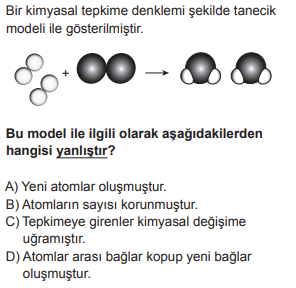 Bir kimyasal tepkime denklemi şekilde tanecik
modeli ile gösterilmiştir.
+
Bu model ile ilgili olarak aşağıdakilerden
hangisi yanlıştır?
A) Yeni atomlar oluşmuştur.
B) Atomların sayısı korunmuştur.
C) Tepkimeye girenler kimyasal değişime
uğramıştır.
D) Atomlar arası bağlar kopup yeni bağlar
oluşmuştur.